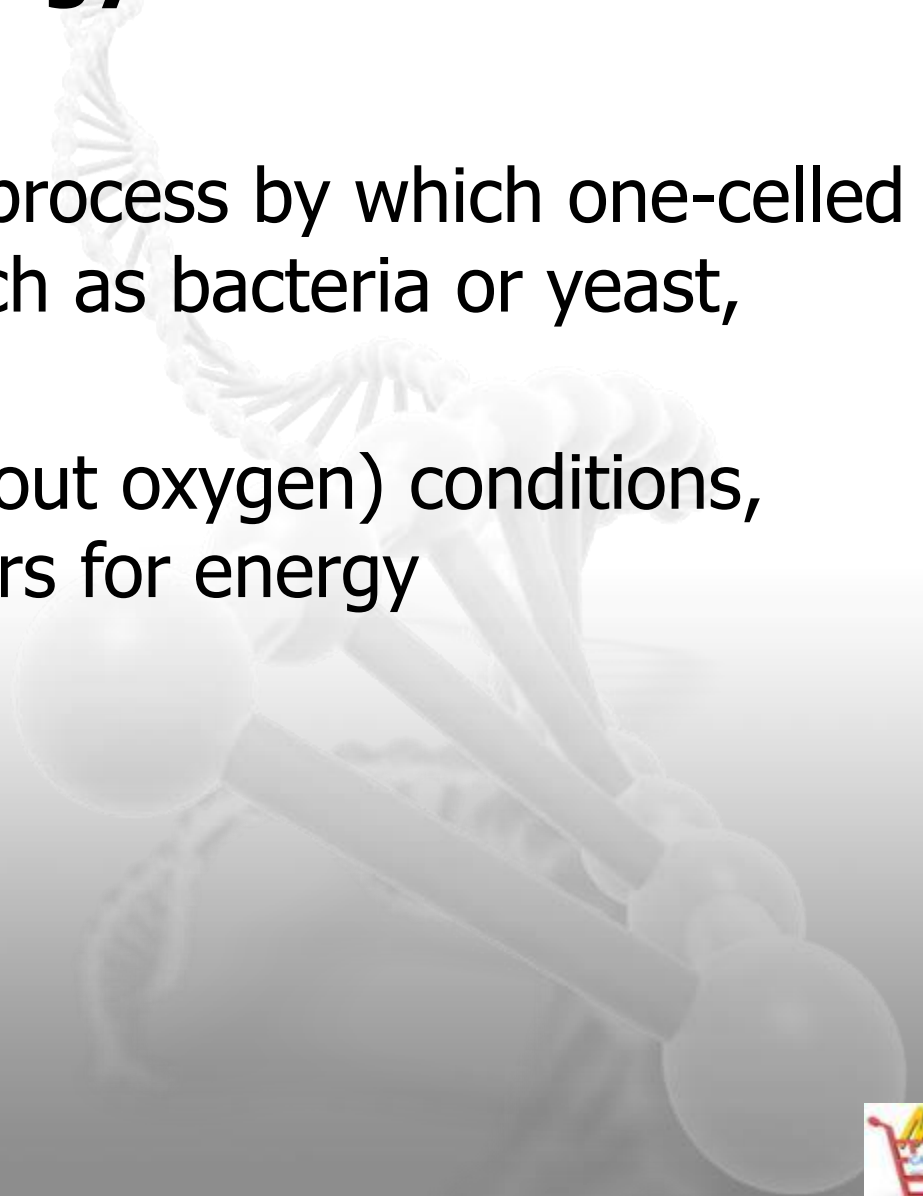 process by which one-celled
ch as bacteria or yeast,
out oxygen) conditions,
rs for energy